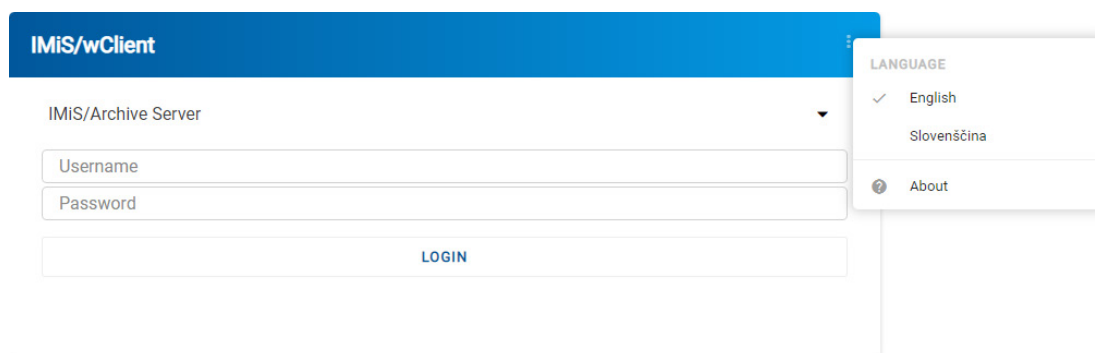 IMiS/wClient
IMiS/Archive Server
Username
Password
LOGIN
LANGUAGE
English
Slovenščina
About